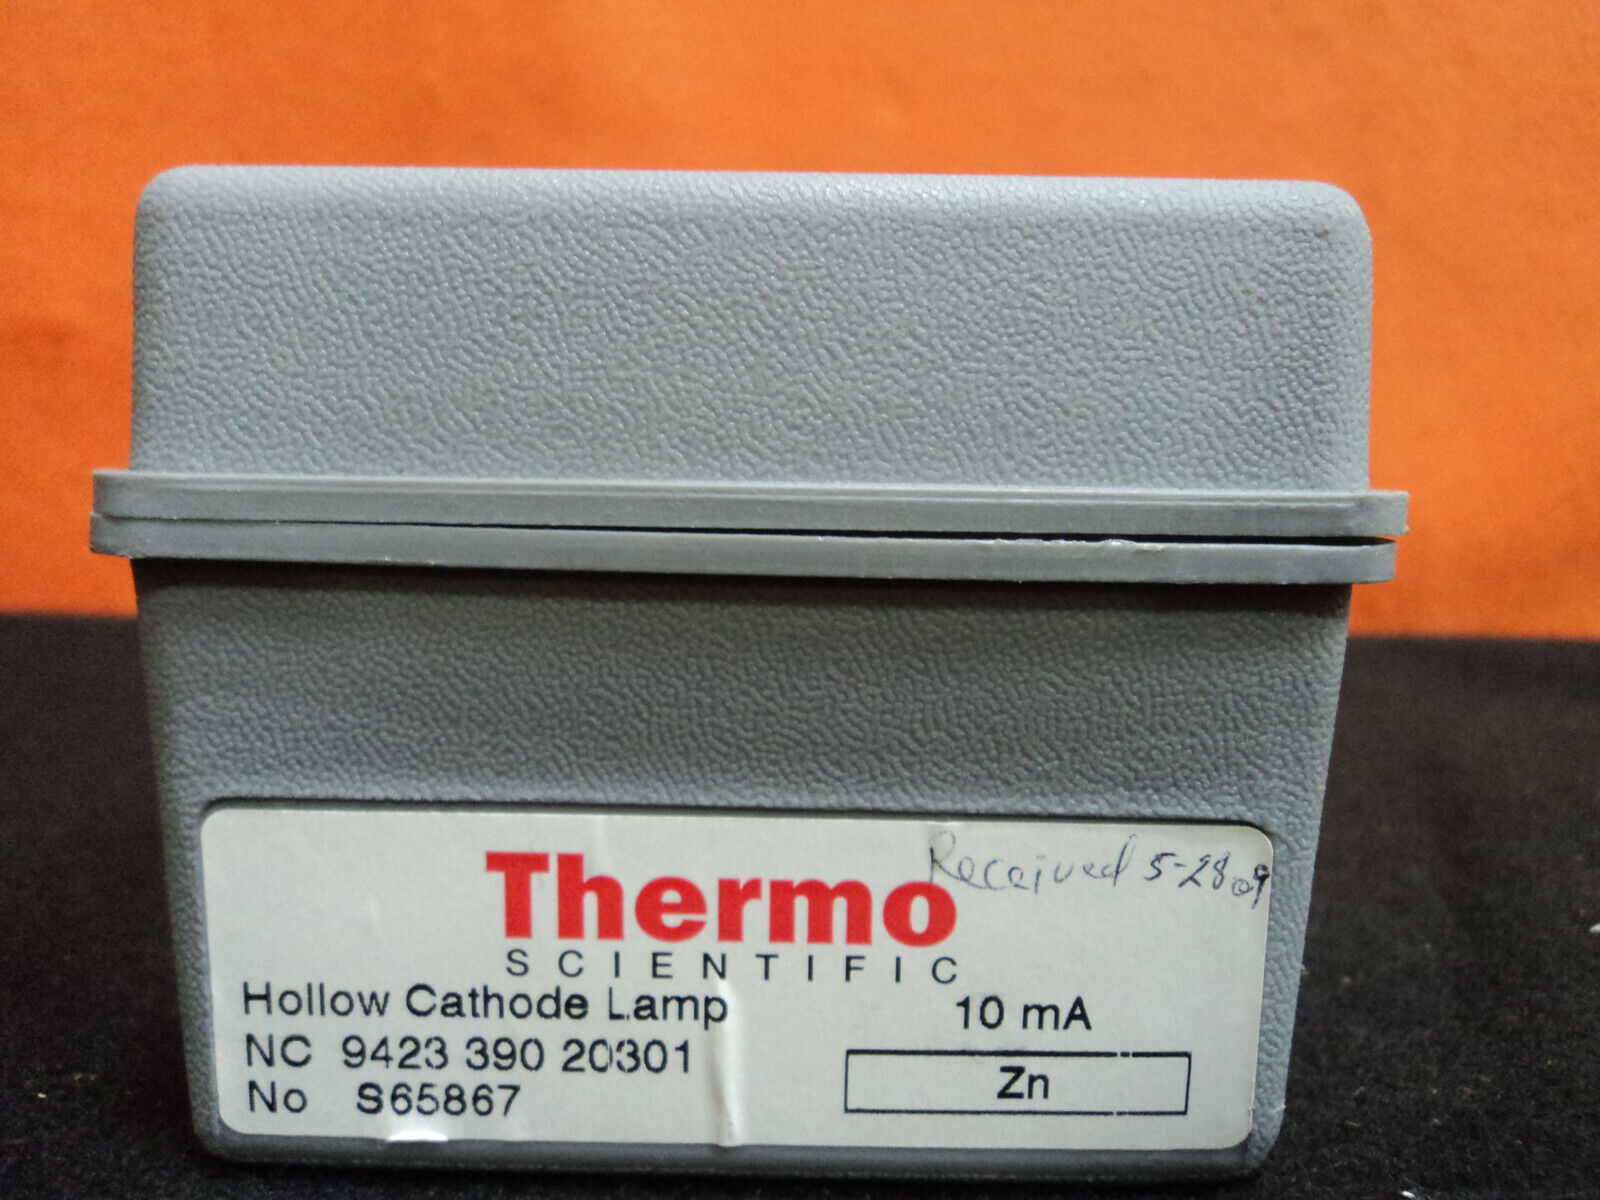 Received 5-28 09
Thermo
SCIENTIFIC
Hollow Cathode Lamp 10 mA
NC 9423 390 20301
Zn
No S65867